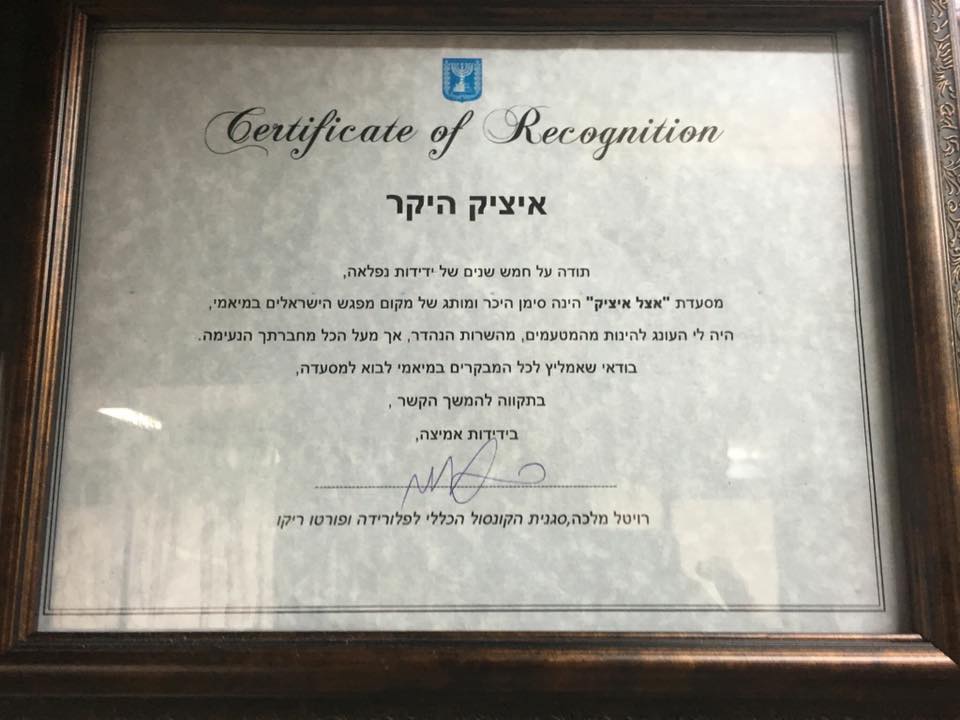 Certificate of Recognition
איציק היקר
תודה על חמש שנים של ידידות נפלאה,
מסעדת "אצל איציק" הינה סימן היכר ומותג של מקום מפגש הישראלים במיאמי,
היה לי העונג להינות מהמטעמים, מהשרות הנהדר, אך מעל הכל מחברתך הנעימה.
בודאי שאמליץ לכל המבקרים במיאמי לבוא למסעדה,
בתקווה להמשך הקשר ,
בידידות אמיצה,
רויטל מלכה,סגנית הקונסול הכללי לפלורידה ופורטו ריקו